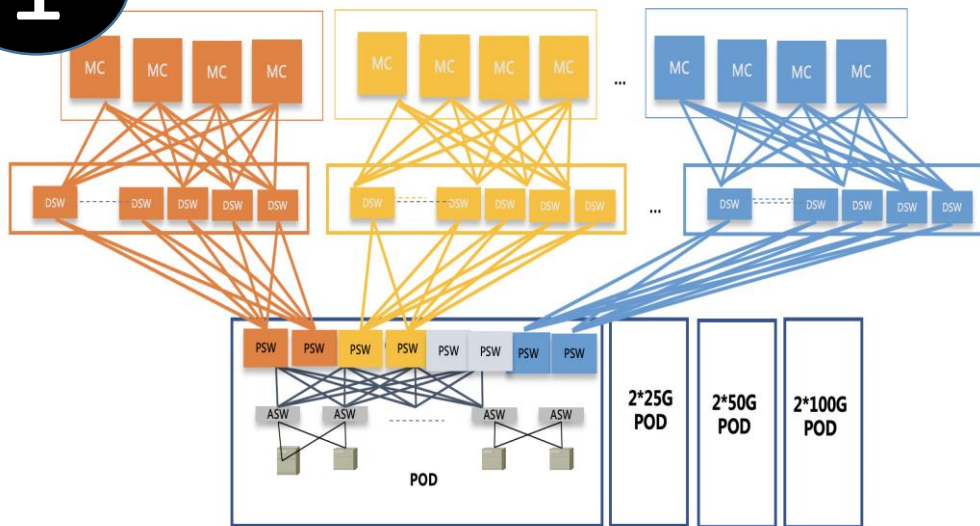 1
MC MC MC MC MC MC MC MC ... MC MC MC MC
DSW DSW DSW DSW DSW DSW DSW DSW DSW DSW ... DSW DSW DSW DSW DSW
PSW PSW PSW PSW PSW PSW PSW PSW
ASW ASW ASW ASW
POD
2*25G
POD
2*50G
POD
2*100G
POD